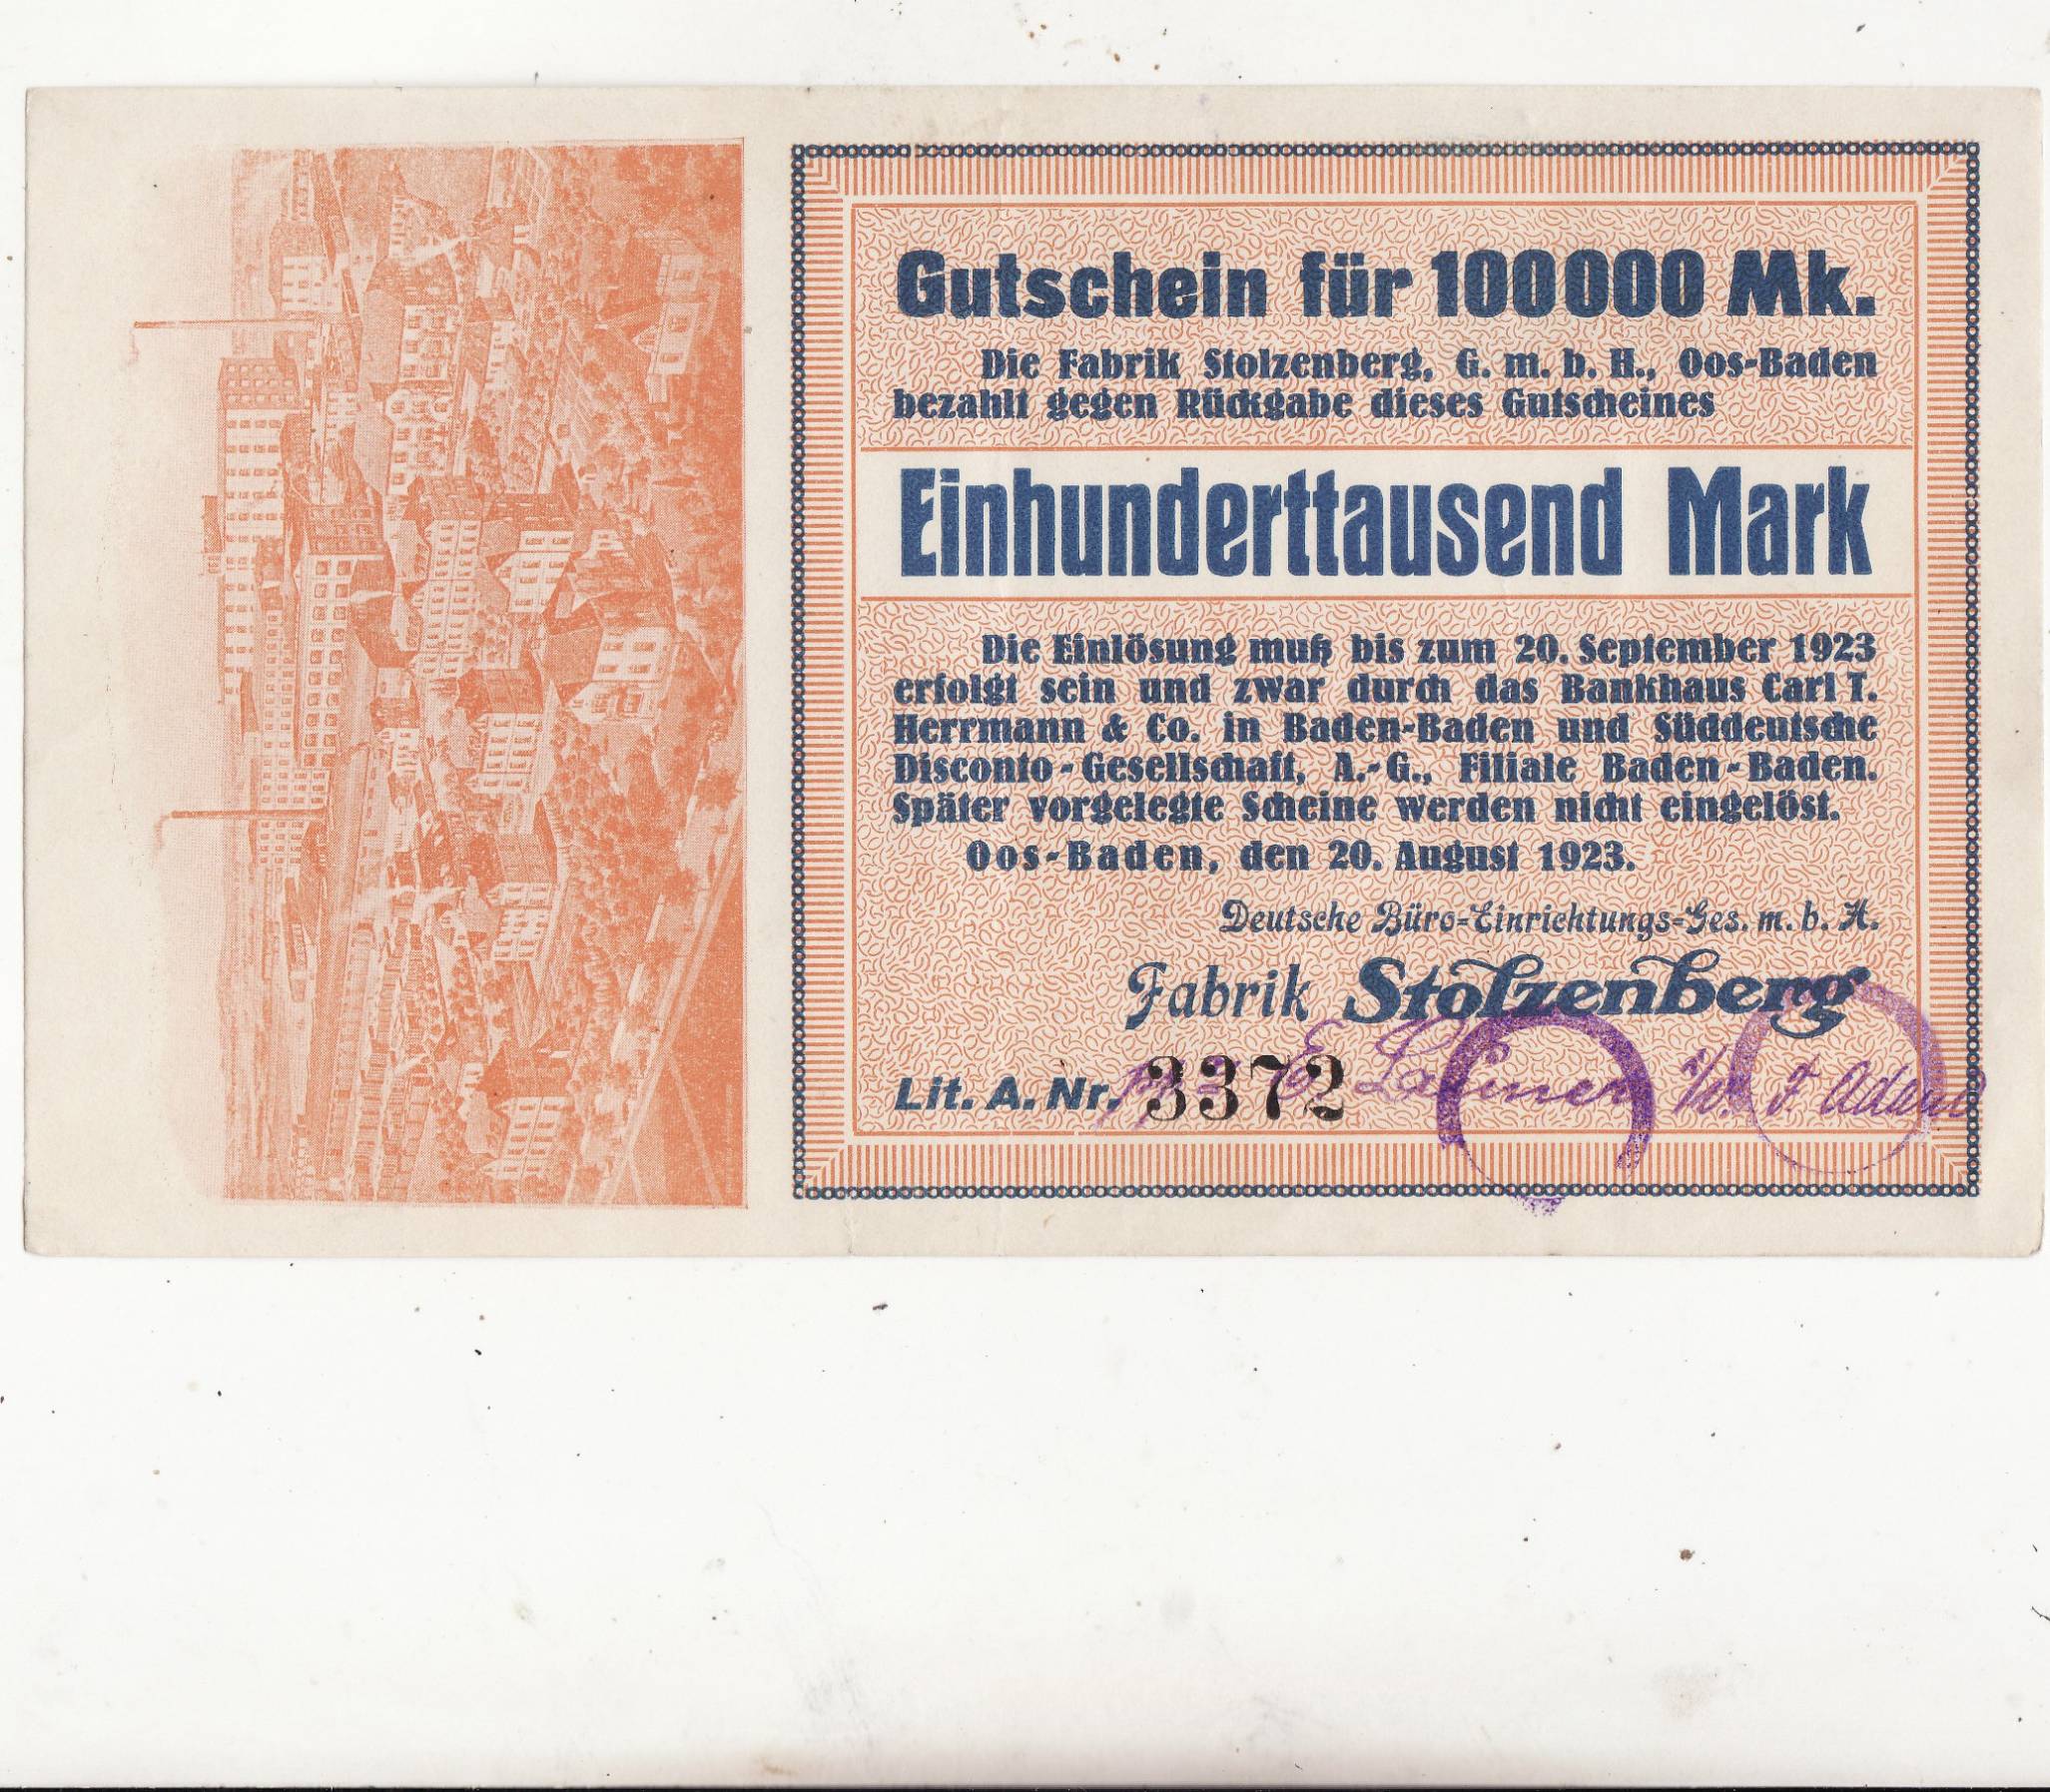 Gutschein für 100000 Mk.
Die Fabrik Stolzenberg, G. m. b. H., Oos-Baden
bezahlt gegen Rückgabe dieses Gutscheines
Einhunderttausend Mark
Die Einlösung muß bis zum 20. September 1923
erfolgt sein und zwar durch das Bankhaus Carl T.
Herrmann & Co. in Baden-Baden und Süddeutsche
Disconto-Gesellschaft, A.-G., Filiale Baden-Baden.
Später vorgelegte Scheine werden nicht eingelöst.
Oos-Baden, den 20. August 1923.
Deutsche Büro=Einrichtungs=Ges. m. b. H.
Fabrik Stolzenberg
Lit. A. Nr. 3372